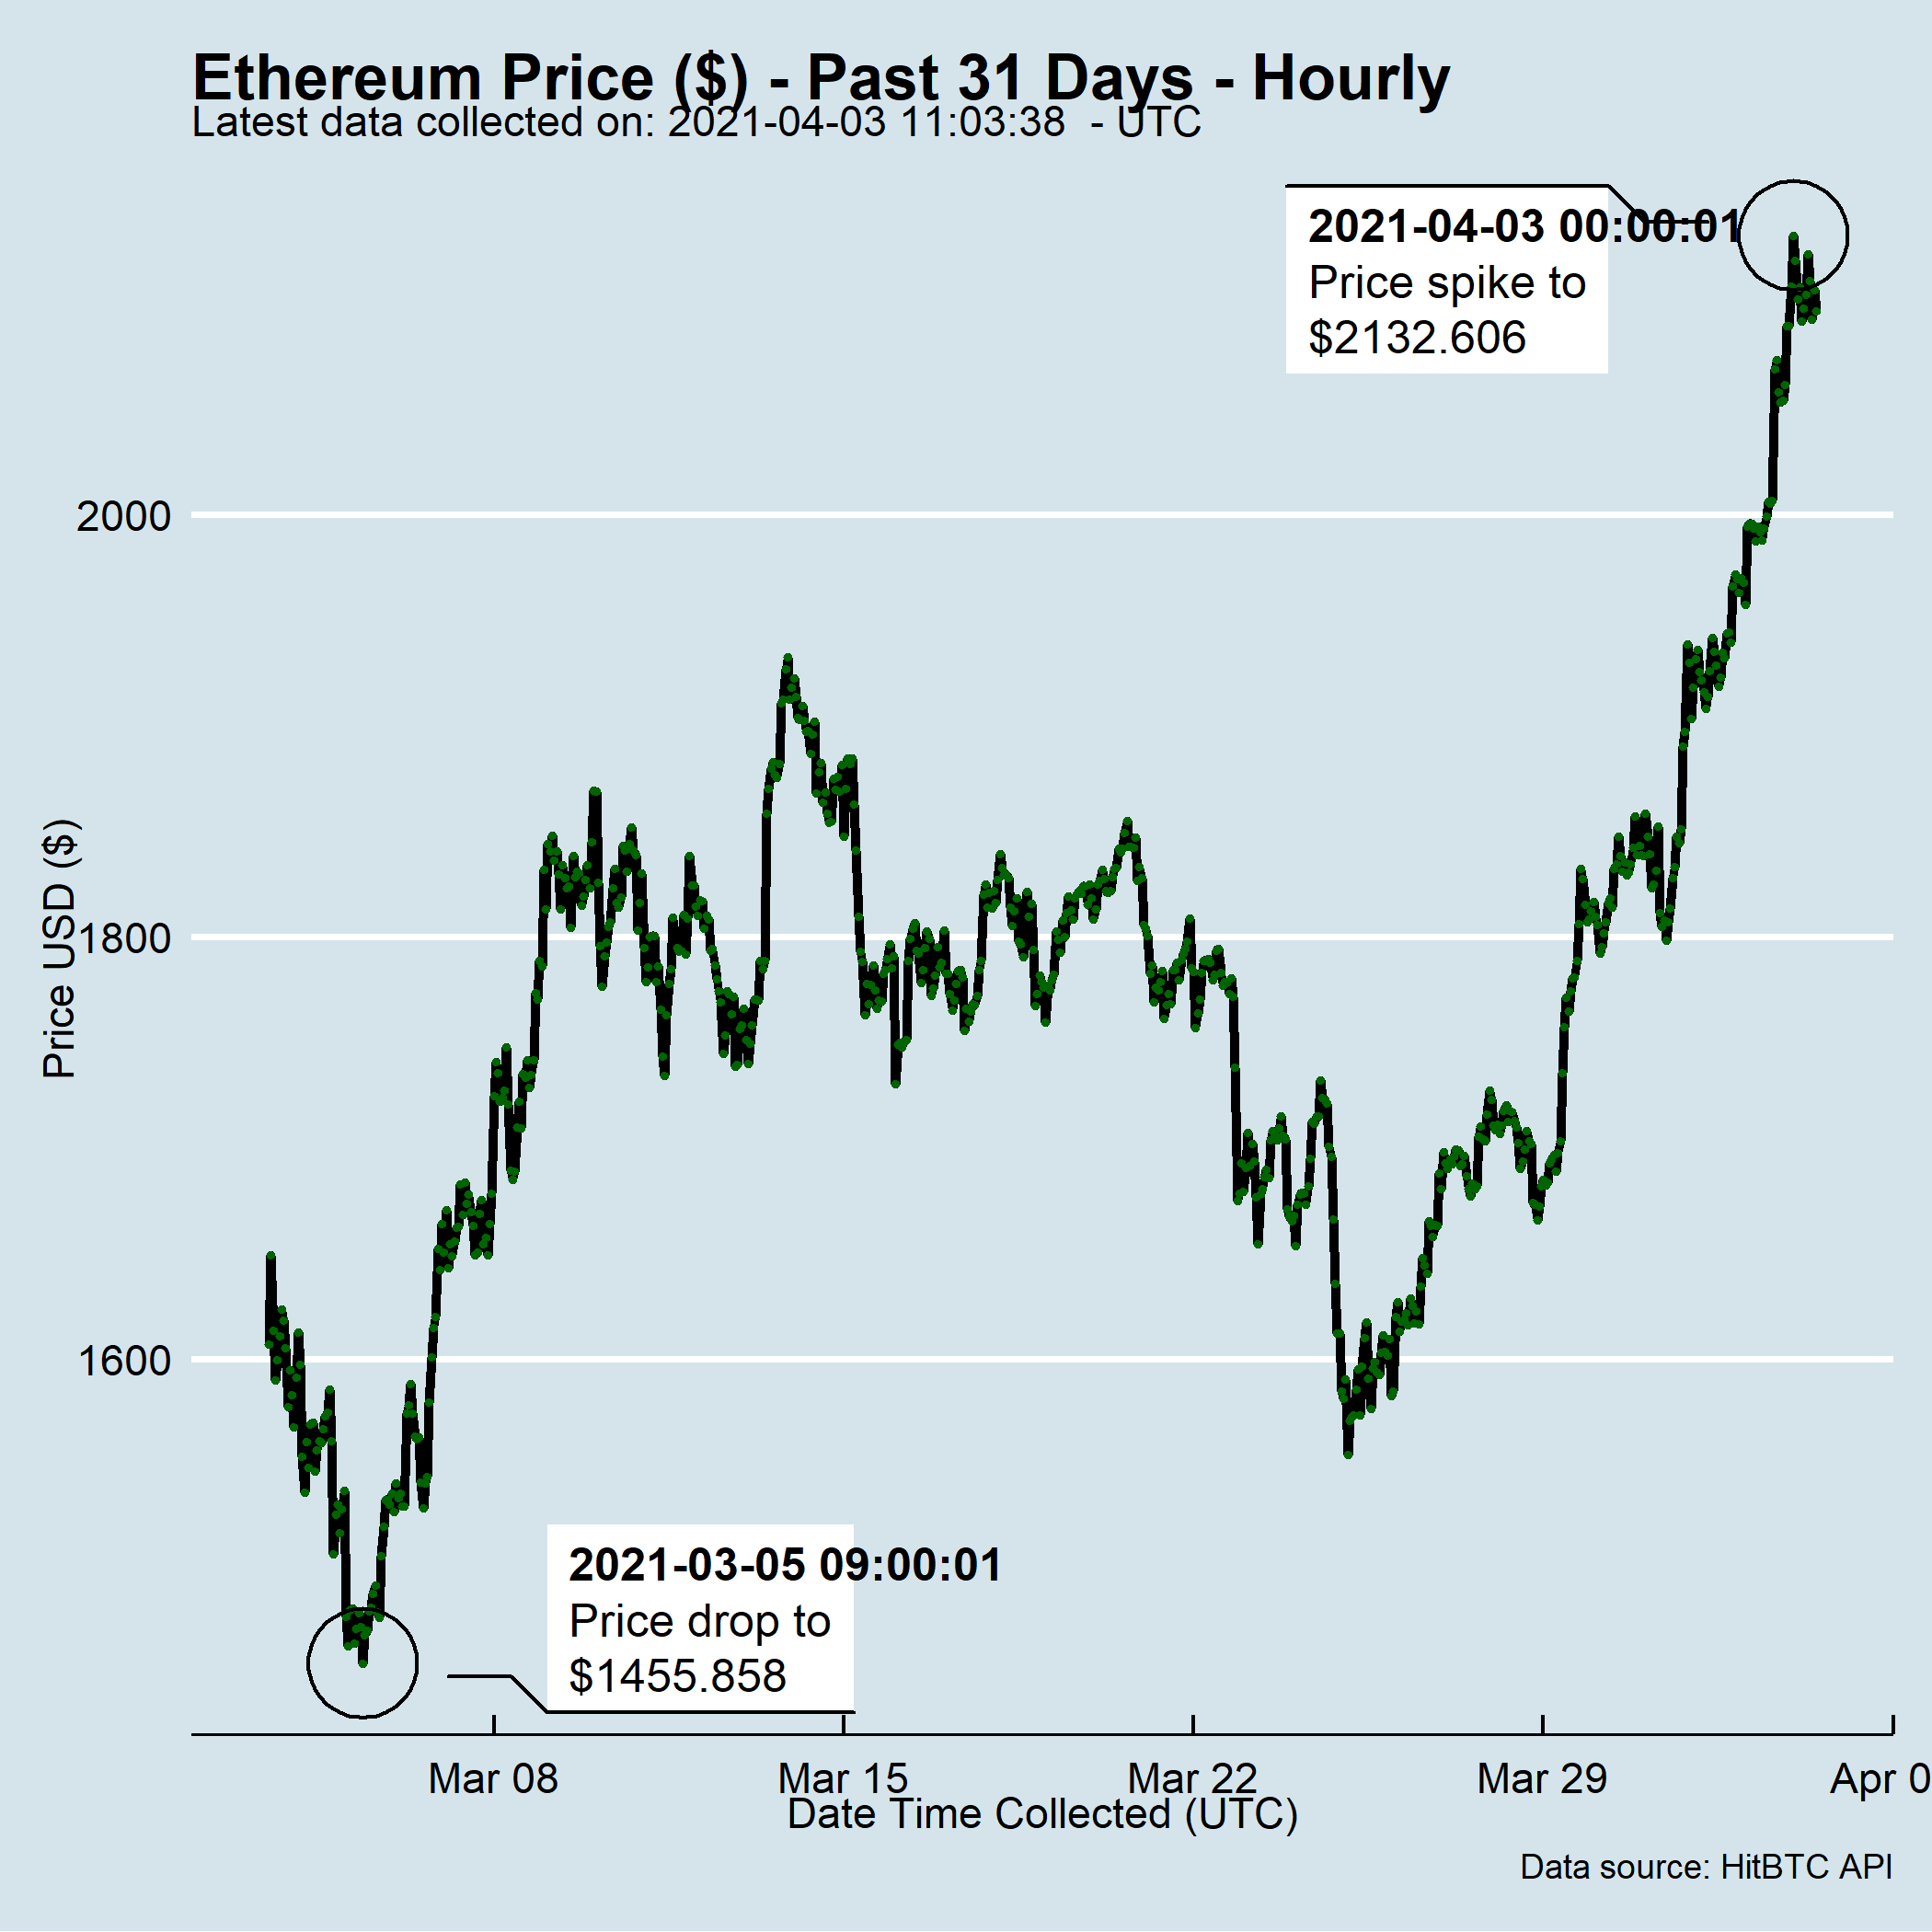 Ethereum Price ($) - Past 31 Days - Hourly
Latest data collected on: 2021-04-03 11:03:38  - UTC
2021-04-03 00:00:01
Price spike to
$2132.606
2000
1800
1600
Price USD ($)
2021-03-05 09:00:01
Price drop to
$1455.858
Mar 08
Mar 15
Mar 22
Mar 29
Apr 0
Date Time Collected (UTC)
Data source: HitBTC API